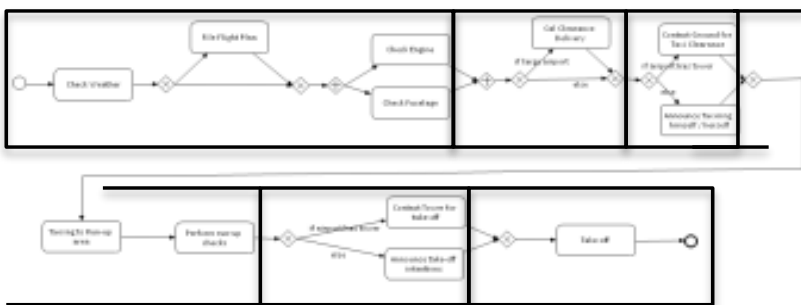 File Flight Plan
Check Weather
Check Engine
Check Fuselage
Call Clearance
Delivery
if large airport
else
Contact Ground for
Taxi Clearance
if airport has tower
else
Announce Taxiing
Taxiing to Run-up
area
Perform run-up
checks
Contact Tower for
take-off
if airport has tower
else
Announce Take-off
intentions
Take-off